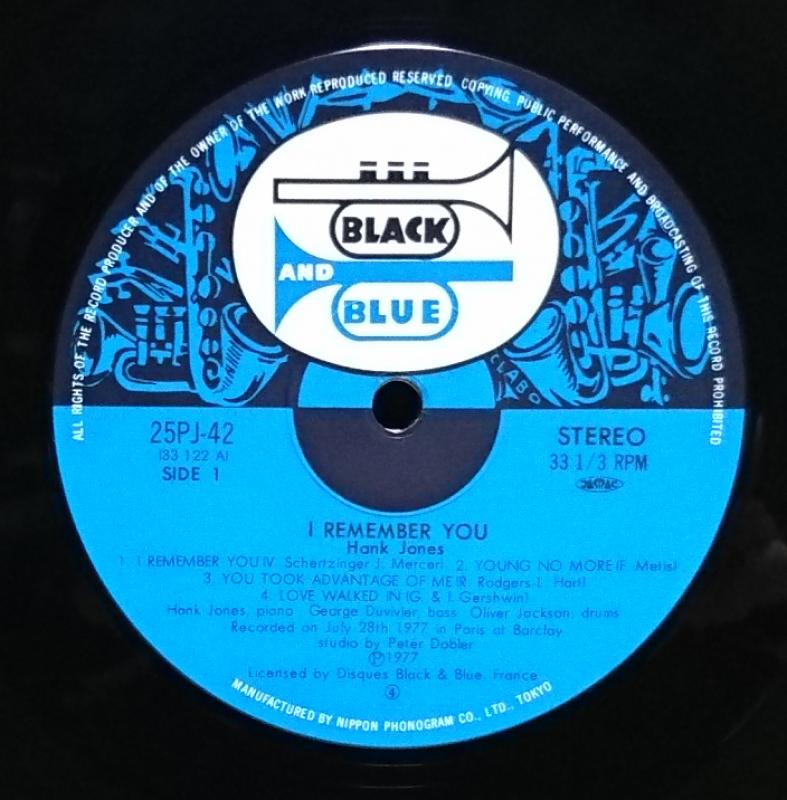 ALL RIGHTS OF THE RECORD PRODUCER AND OF THE OWNER OF THE WORK REPRODUCED RESERVED COPYING, PUBLIC PERFORMANCE AND BROADCASTING OF THIS RECORD PROHIBITED
BLACK
AND
BLUE
CLABO
25PJ-42
(33 122 A)
SIDE 1
STEREO
33 1/3 RPM
I REMEMBER YOU
Hank Jones
1. I REMEMBER YOU (V. Schertzinger J. Mercer) 2. YOUNG NO MORE (F. Metis)
3. YOU TOOK ADVANTAGE OF ME (R. Rodgers-L. Hart)
4. LOVE WALKED IN (G. & I. Gershwin)
Hank Jones, piano George Duvivier, bass Oliver Jackson, drums
Recorded on July 28th 1977 in Paris at Barclay
studio by Peter Dobler
Ⓟ1977
Licensed by Disques Black & Blue, France
④
MANUFACTURED BY NIPPON PHONOGRAM CO., LTD., TOKYO